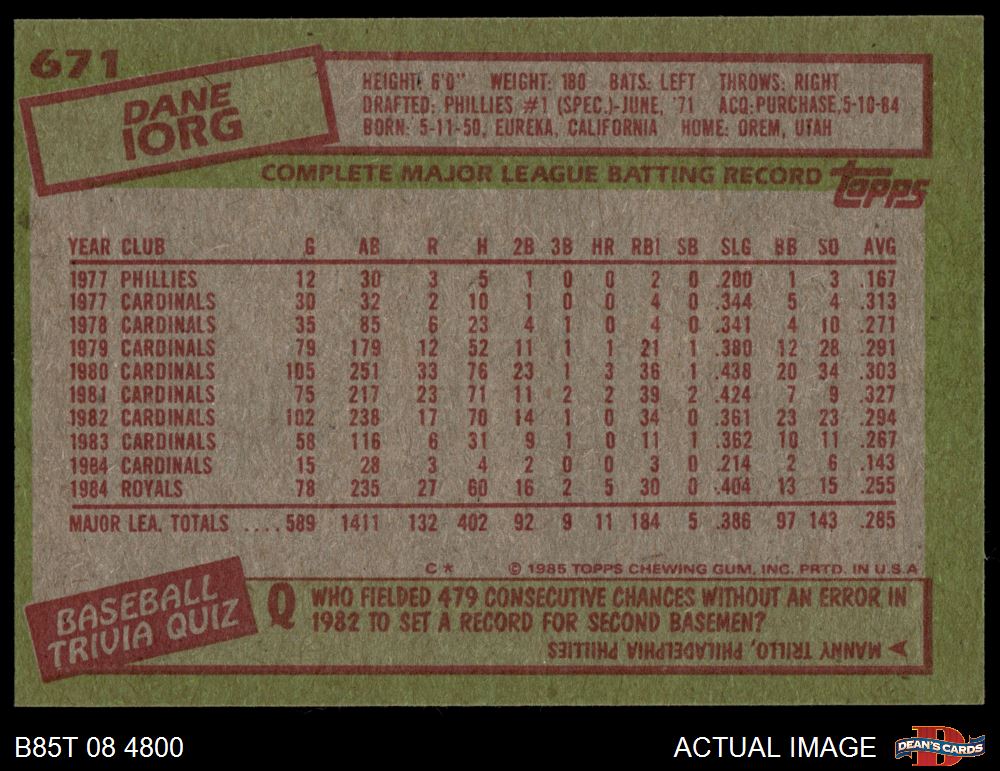 671
DANE
IORG
HEIGHT: 6'0" WEIGHT: 180 BATS: LEFT THROWS: RIGHT
DRAFTED: PHILLIES #1 (SPEC.)-JUNE, '71 ACQ:PURCHASE,5-10-84
BORN: 5-11-50, EUREKA, CALIFORNIA HOME: OREM, UTAH
COMPLETE MAJOR LEAGUE BATTING RECORD topps
YEAR CLUB G AB R H 2B 3B HR RBI SB SLG BB SO AVG
1977 PHILLIES 12 30 3 5 1 0 0 2 0 .200 1 3 .167
1977 CARDINALS 30 32 2 10 1 0 0 4 0 .344 5 4 .313
1978 CARDINALS 35 85 6 23 4 1 0 4 0 .341 4 10 .271
1979 CARDINALS 79 179 12 52 11 1 1 21 1 .380 12 28 .291
1980 CARDINALS 105 251 33 76 23 1 3 36 1 .438 20 34 .303
1981 CARDINALS 75 217 23 71 11 2 2 39 2 .424 7 9 .327
1982 CARDINALS 102 238 17 70 14 1 0 34 0 .361 23 23 .294
1983 CARDINALS 58 116 6 31 9 1 0 11 1 .362 10 11 .267
1984 CARDINALS 15 28 3 4 2 0 0 3 0 .214 2 6 .143
1984 ROYALS 78 235 27 60 16 2 5 30 0 .404 13 15 .255
MAJOR LEA. TOTALS ....589 1411 132 402 92 9 11 184 5 .386 97 143 .285
C* © 1985 TOPPS CHEWING GUM, INC. PRTD. IN U.S.A
BASEBALL
TRIVIA QUIZ
Q WHO FIELDED 479 CONSECUTIVE CHANCES WITHOUT AN ERROR IN
1982 TO SET A RECORD FOR SECOND BASEMEN?
MANNY TRILLO, PHILADELPHIA PHILLIES
B85T 08 4800
ACTUAL IMAGE
DEAN'S CARDS